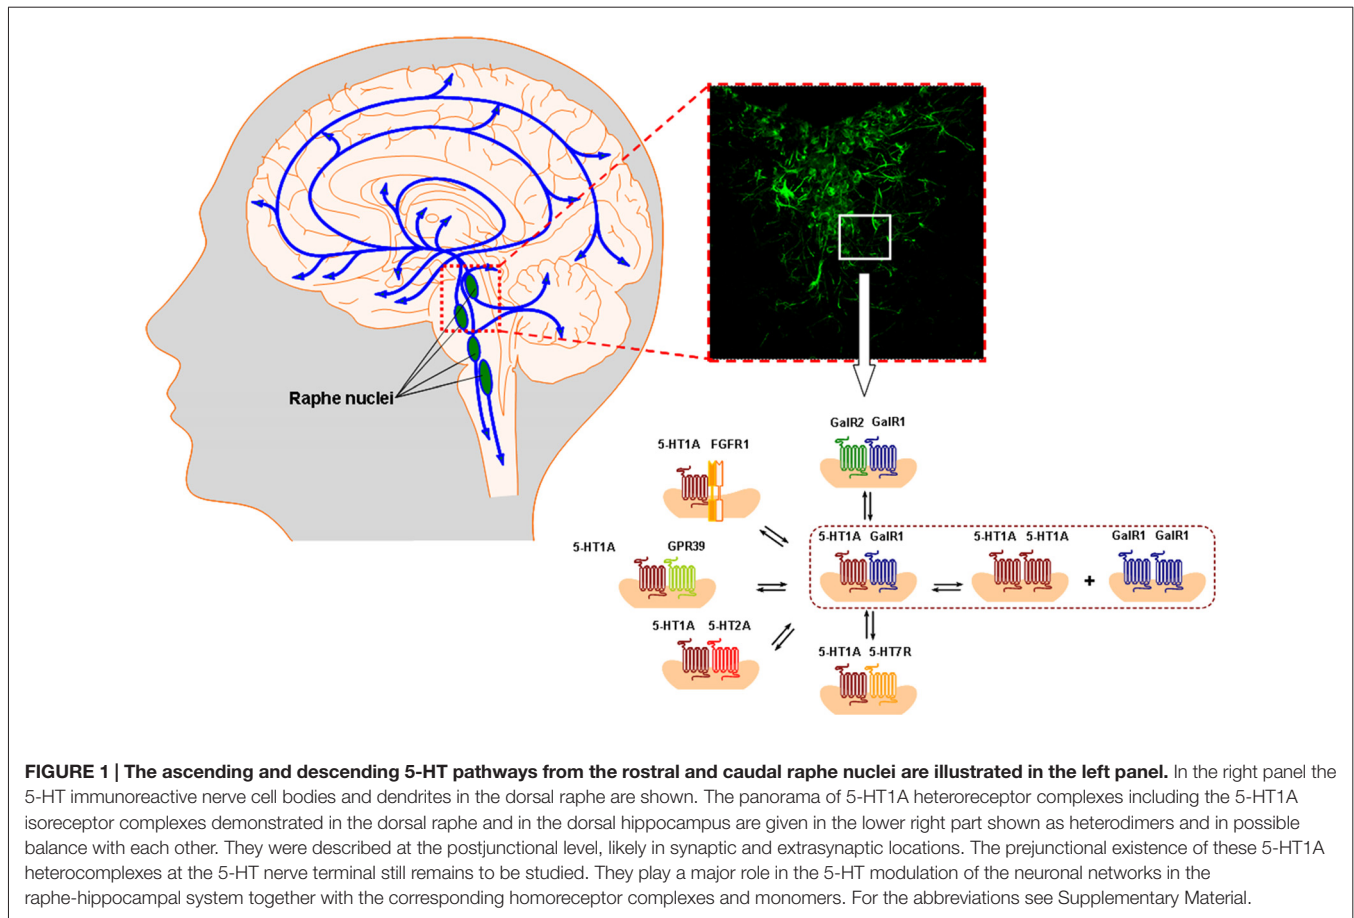 Raphe nuclei
GalR2 GalR1
5-HT1A FGFR1
5-HT1A GalR1
5-HT1A 5-HT1A
GalR1 GalR1
+
5-HT1A GPR39
5-HT1A 5-HT2A
5-HT1A 5-HT7R
FIGURE 1 | The ascending and descending 5-HT pathways from the rostral and caudal raphe nuclei are illustrated in the left panel. In the right panel the
5-HT immunoreactive nerve cell bodies and dendrites in the dorsal raphe are shown. The panorama of 5-HT1A heteroreceptor complexes including the 5-HT1A
isoreceptor complexes demonstrated in the dorsal raphe and in the dorsal hippocampus are given in the lower right part shown as heterodimers and in possible
balance with each other. They were described at the postjunctional level, likely in synaptic and extrasynaptic locations. The prejunctional existence of these 5-HT1A
heterocomplexes at the 5-HT nerve terminal still remains to be studied. They play a major role in the 5-HT modulation of the neuronal networks in the
raphe-hippocampal system together with the corresponding homoreceptor complexes and monomers. For the abbreviations see Supplementary Material.